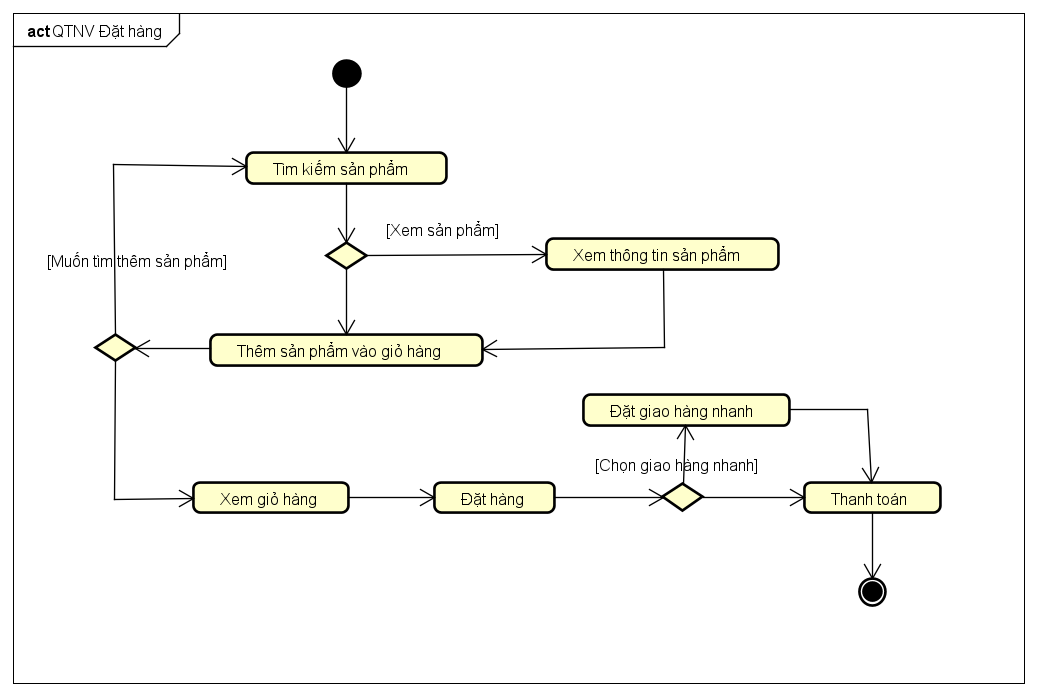 act QTNV Đặt hàng
Tìm kiếm sản phẩm
[Xem sản phẩm]
Xem thông tin sản phẩm
[Muốn tìm thêm sản phẩm]
Thêm sản phẩm vào giỏ hàng
Đặt giao hàng nhanh
[Chọn giao hàng nhanh]
Xem giỏ hàng
Đặt hàng
Thanh toán